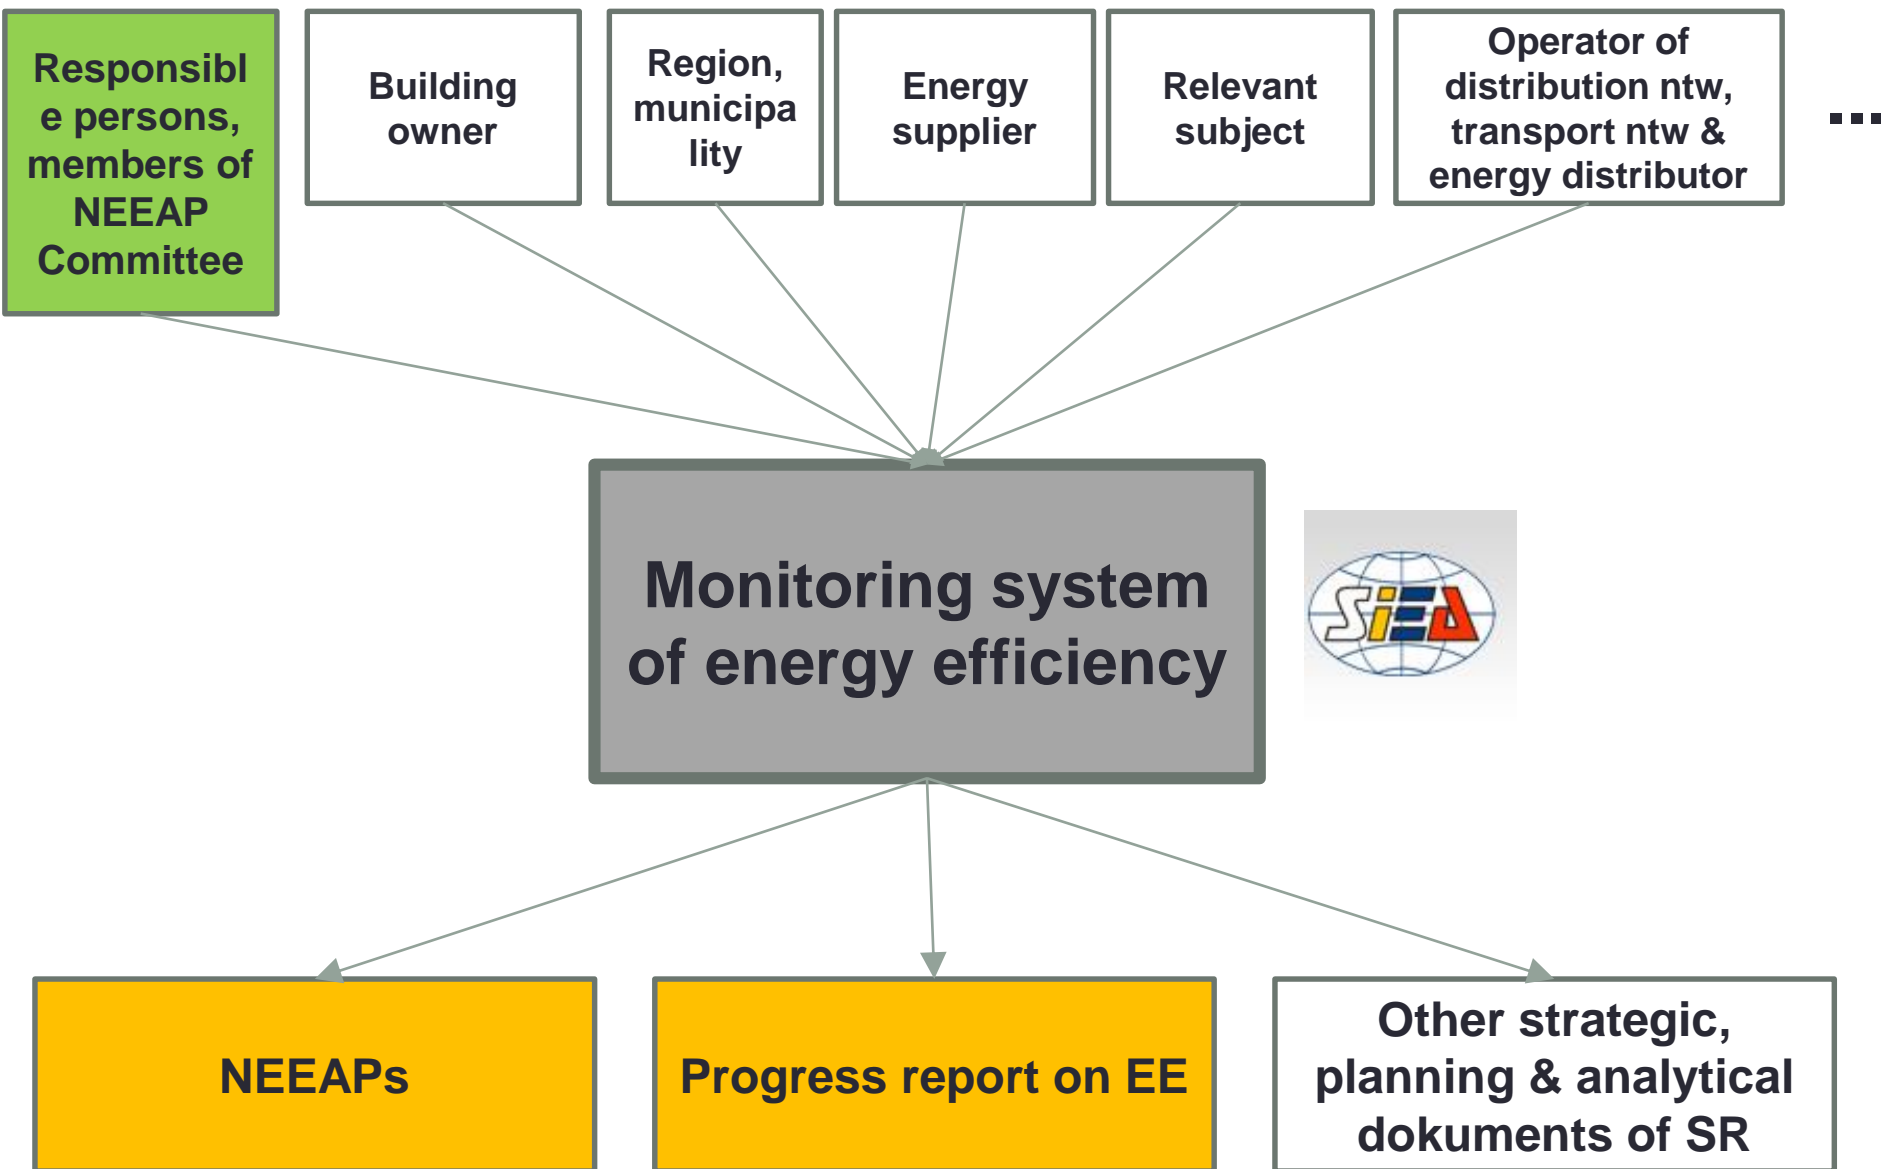 Responsibl
e persons,
members of
NEEAP
Committee
Building
owner
Region,
municipa
lity
Energy
supplier
Relevant
subject
Operator of
distribution ntw,
transport ntw &
energy distributor
...
Monitoring system
of energy efficiency
SiEA
NEEAPs
Progress report on EE
Other strategic,
planning & analytical
dokuments of SR